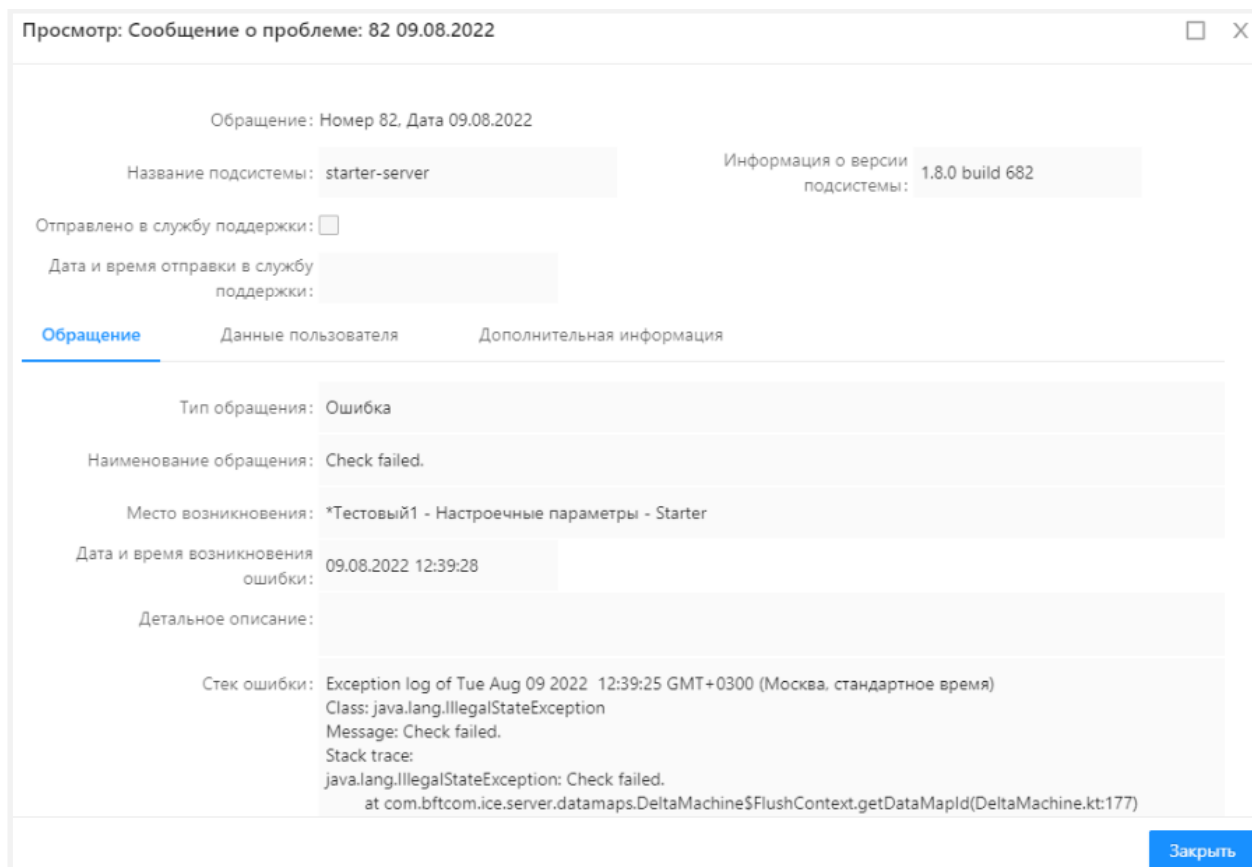 Просмотр: Сообщение о проблеме: 82 09.08.2022
Обращение: Номер 82, Дата 09.08.2022
Название подсистемы: starter-server
Информация о версии
подсистемы: 1.8.0 build 682
Отправлено в службу поддержки:
Дата и время отправки в службу
поддержки:
Обращение Данные пользователя Дополнительная информация
Тип обращения: Ошибка
Наименование обращения: Check failed.
Место возникновения: *Тестовый1 - Настроечные параметры - Starter
Дата и время возникновения
ошибки: 09.08.2022 12:39:28
Детальное описание:
Стек ошибки: Exception log of Tue Aug 09 2022 12:39:25 GMT+0300 (Москва, стандартное время)
Class: java.lang.IllegalStateException
Message: Check failed.
Stack trace:
java.lang.IllegalStateException: Check failed.
at com.bftcom.ice.server.datamaps.DeltaMachine$FlushContext.getDataMapId(DeltaMachine.kt:177)
Закрыть